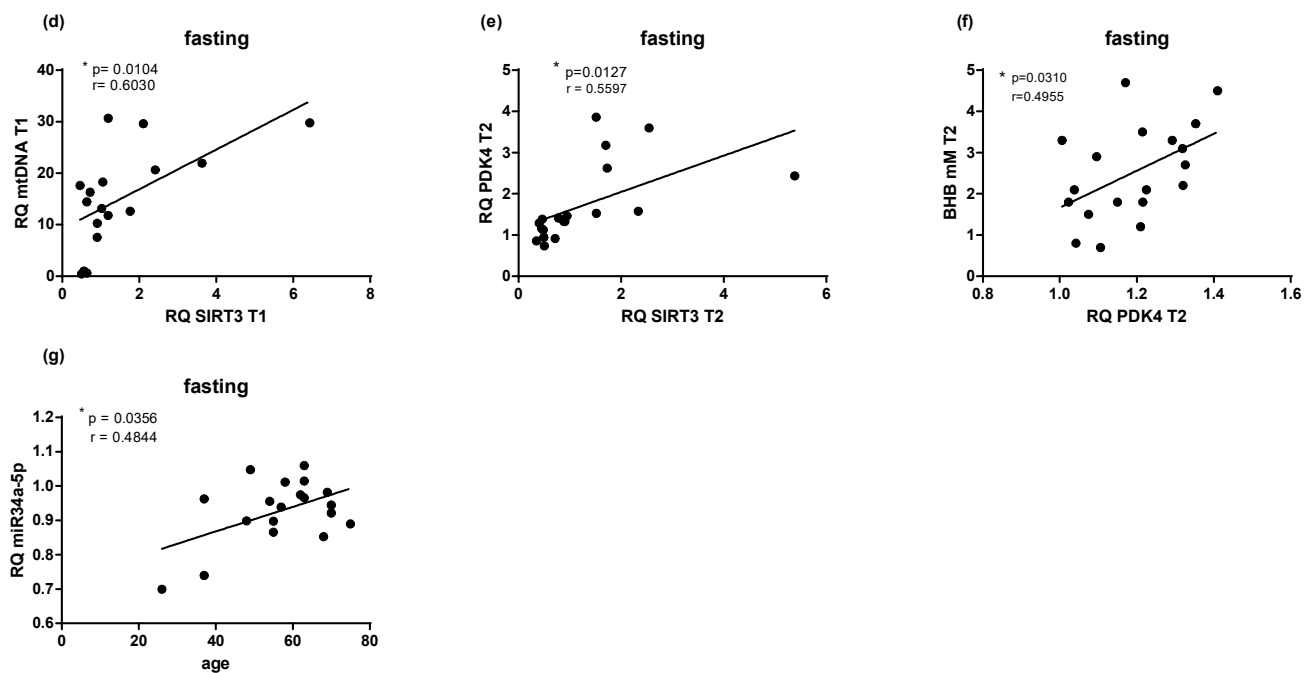 (d)
fasting
* p= 0.0104
r= 0.6030
40
30
20
10
0
RQ mtDNA T1
0 2 4 6 8
RQ SIRT3 T1
(e)
fasting
* p=0.0127
r = 0.5597
5
4
3
2
1
0
RQ PDK4 T2
0 2 4 6
RQ SIRT3 T2
(f)
fasting
* p=0.0310
r=0.4955
5
4
3
2
1
0
BHB mM T2
0.8 1.0 1.2 1.4 1.6
RQ PDK4 T2
(g)
fasting
* p = 0.0356
r = 0.4844
1.2
1.1
1.0
0.9
0.8
0.7
0.6
RQ miR34a-5p
0 20 40 60 80
age